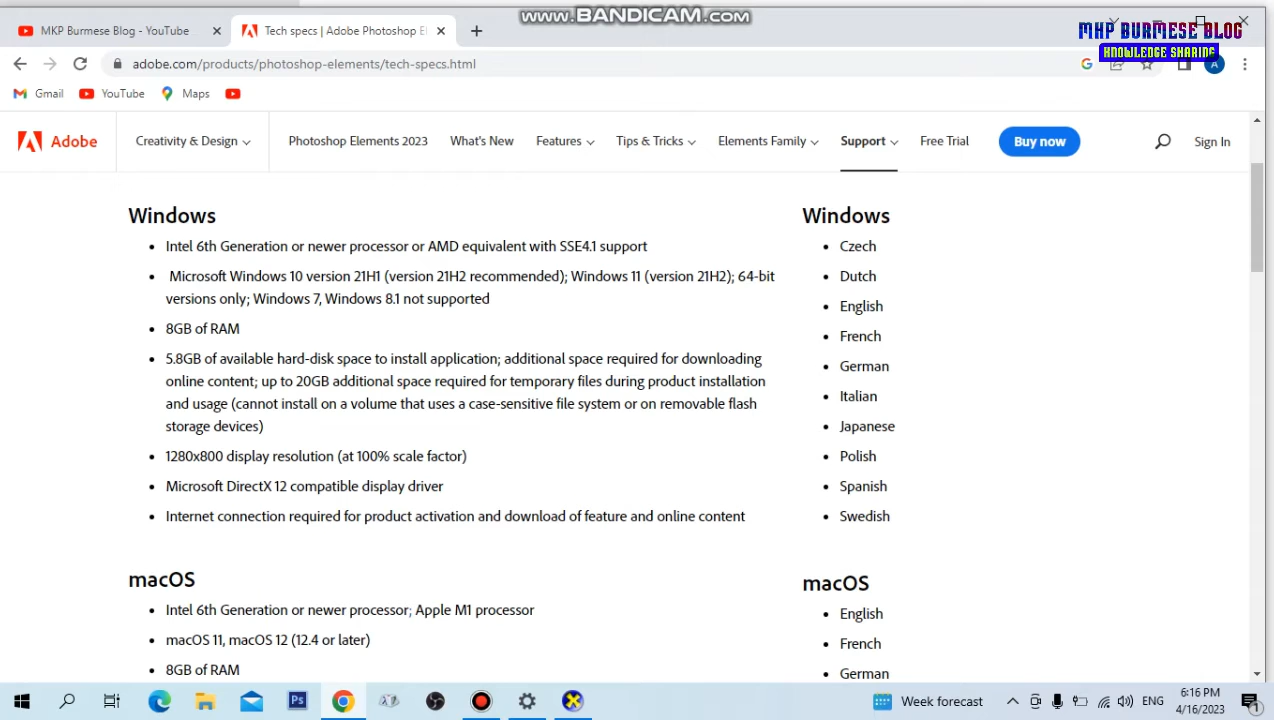 www.BANDICAM.com
MKP Burmese Blog - YouTube
Tech specs | Adobe Photoshop E
MKP BURMESE BLOG
KNOWLEDGE SHARING
adobe.com/products/photoshop-elements/tech-specs.html
Gmail YouTube Maps
Adobe Creativity & Design Photoshop Elements 2023 What's New Features Tips & Tricks Elements Family Support Free Trial Buy now Sign In
Windows
• Intel 6th Generation or newer processor or AMD equivalent with SSE4.1 support
• Microsoft Windows 10 version 21H1 (version 21H2 recommended); Windows 11 (version 21H2); 64-bit
versions only; Windows 7, Windows 8.1 not supported
• 8GB of RAM
• 5.8GB of available hard-disk space to install application; additional space required for downloading
online content; up to 20GB additional space required for temporary files during product installation
and usage (cannot install on a volume that uses a case-sensitive file system or on removable flash
storage devices)
• 1280x800 display resolution (at 100% scale factor)
• Microsoft DirectX 12 compatible display driver
• Internet connection required for product activation and download of feature and online content
macOS
• Intel 6th Generation or newer processor; Apple M1 processor
• macOS 11, macOS 12 (12.4 or later)
• 8GB of RAM
Windows
• Czech
• Dutch
• English
• French
• German
• Italian
• Japanese
• Polish
• Spanish
• Swedish
macOS
• English
• French
• German
Ps
Week forecast
ENG
6:16 PM
4/16/2023